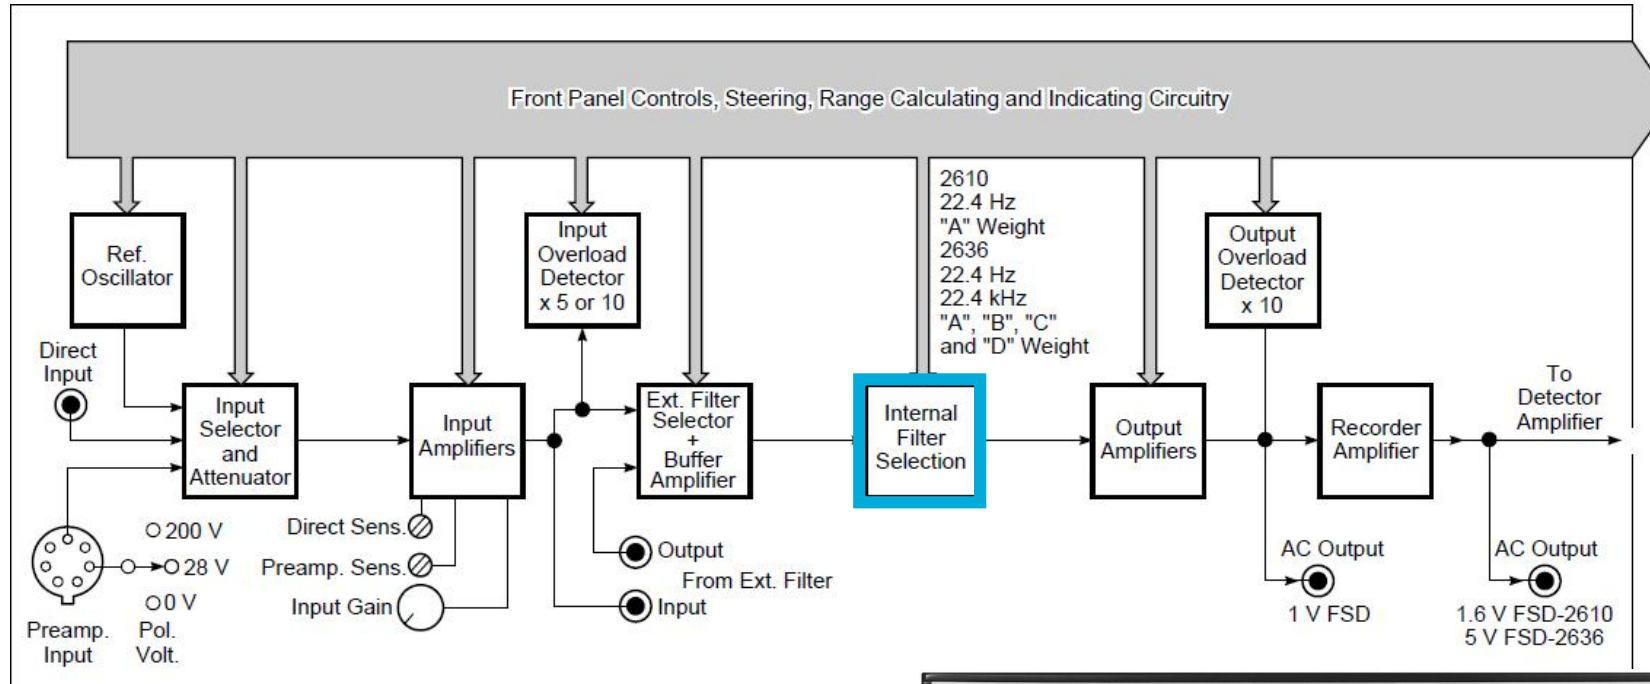 Front Panel Controls, Steering, Range Calculating and Indicating Circuitry
2610
22.4 Hz
"A" Weight
2636
22.4 Hz
22.4 kHz
"A", "B", "C"
and "D" Weight
Ref.
Oscillator
Input
Overload
Detector
x 5 or 10
Output
Overload
Detector
x 10
Direct
Input
Input
Selector
and
Attenuator
Input
Amplifiers
Ext. Filter
Selector
+
Buffer
Amplifier
Internal
Filter
Selection
Output
Amplifiers
Recorder
Amplifier
To
Detector
Amplifier
200 V
28 V
0 V
Preamp.
Input
Pol.
Volt.
Direct Sens.
Preamp. Sens.
Input Gain
Output
From Ext. Filter
Input
AC Output
1 V FSD
AC Output
1.6 V FSD-2610
5 V FSD-2636